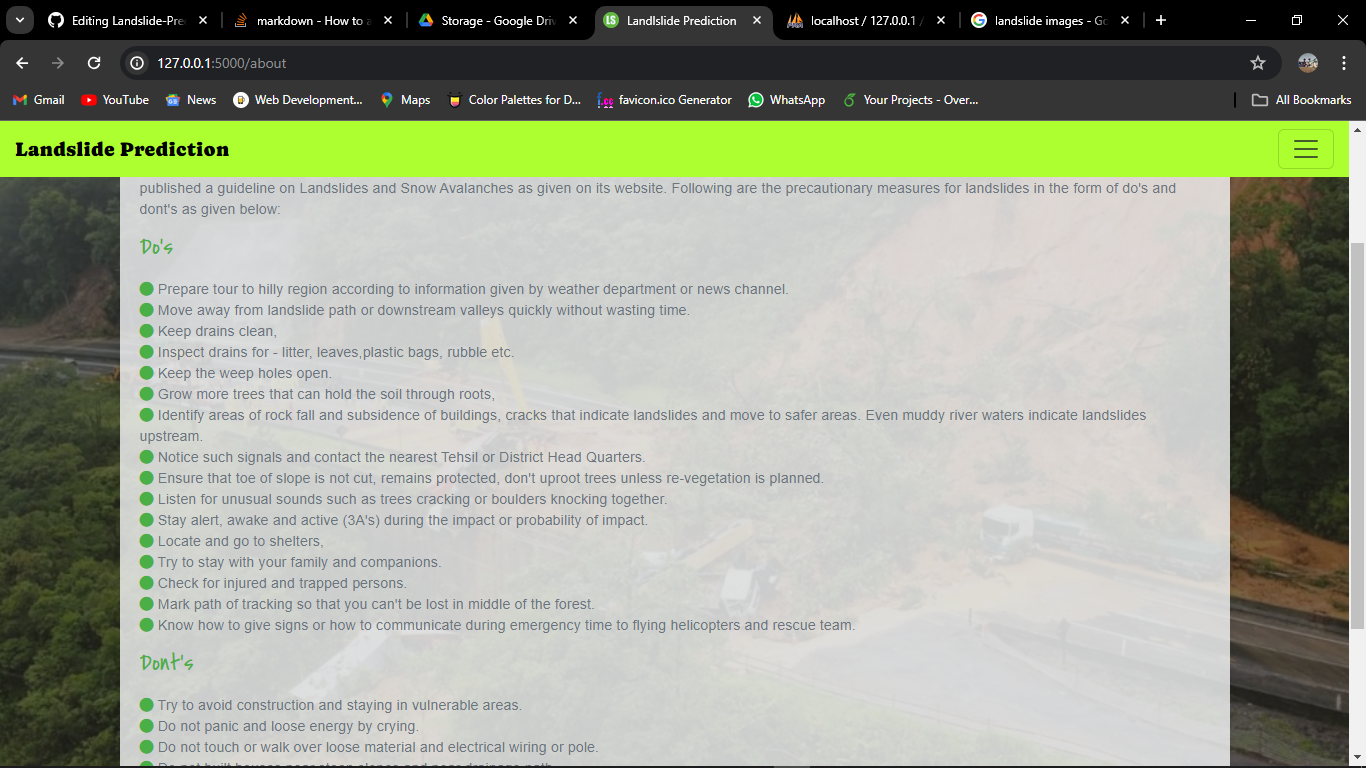 Editing Landslide-Pre
markdown - How to a
Storage - Google Driv
LS
Landlslide Prediction
localhost / 127.0.0.1 /
landslide images - Go
127.0.0.1:5000/about
Gmail
YouTube
News
Web Development...
Maps
Color Palettes for D...
favicon.ico Generator
WhatsApp
Your Projects - Over...
All Bookmarks
Landslide Prediction
published a guideline on Landslides and Snow Avalanches as given on its website. Following are the precautionary measures for landslides in the form of do's and
dont's as given below:
Do's
Prepare tour to hilly region according to information given by weather department or news channel.
Move away from landslide path or downstream valleys quickly without wasting time.
Keep drains clean,
Inspect drains for - litter, leaves,plastic bags, rubble etc.
Keep the weep holes open.
Grow more trees that can hold the soil through roots,
Identify areas of rock fall and subsidence of buildings, cracks that indicate landslides and move to safer areas. Even muddy river waters indicate landslides
upstream.
Notice such signals and contact the nearest Tehsil or District Head Quarters.
Ensure that toe of slope is not cut, remains protected, don't uproot trees unless re-vegetation is planned.
Listen for unusual sounds such as trees cracking or boulders knocking together.
Stay alert, awake and active (3A's) during the impact or probability of impact.
Locate and go to shelters,
Try to stay with your family and companions.
Check for injured and trapped persons.
Mark path of tracking so that you can't be lost in middle of the forest.
Know how to give signs or how to communicate during emergency time to flying helicopters and rescue team.
Dont's
Try to avoid construction and staying in vulnerable areas.
Do not panic and loose energy by crying.
Do not touch or walk over loose material and electrical wiring or pole.